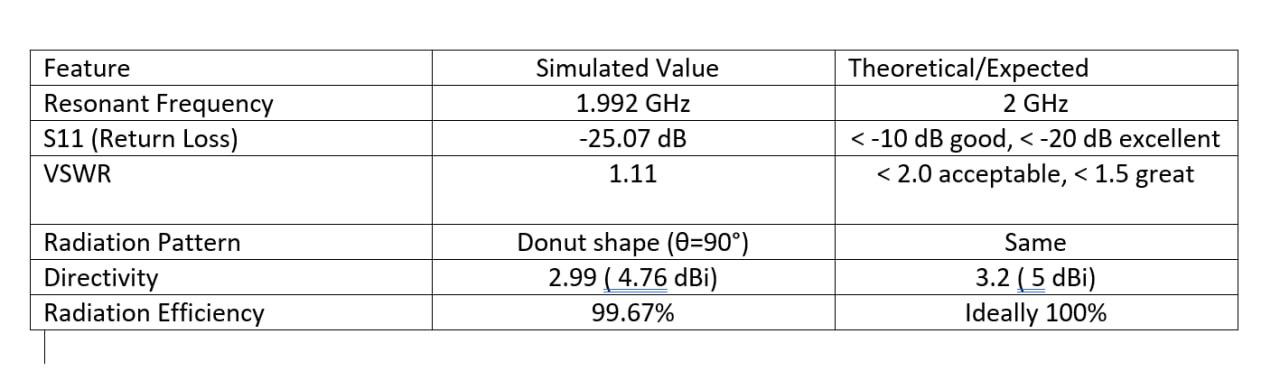 Feature Simulated Value Theoretical/Expected
Resonant Frequency 1.992 GHz 2 GHz
S11 (Return Loss) -25.07 dB < -10 dB good, < -20 dB excellent
VSWR 1.11 < 2.0 acceptable, < 1.5 great
Radiation Pattern Donut shape (θ=90°) Same
Directivity 2.99 ( 4.76 dBi) 3.2 ( 5 dBi)
Radiation Efficiency 99.67% Ideally 100%